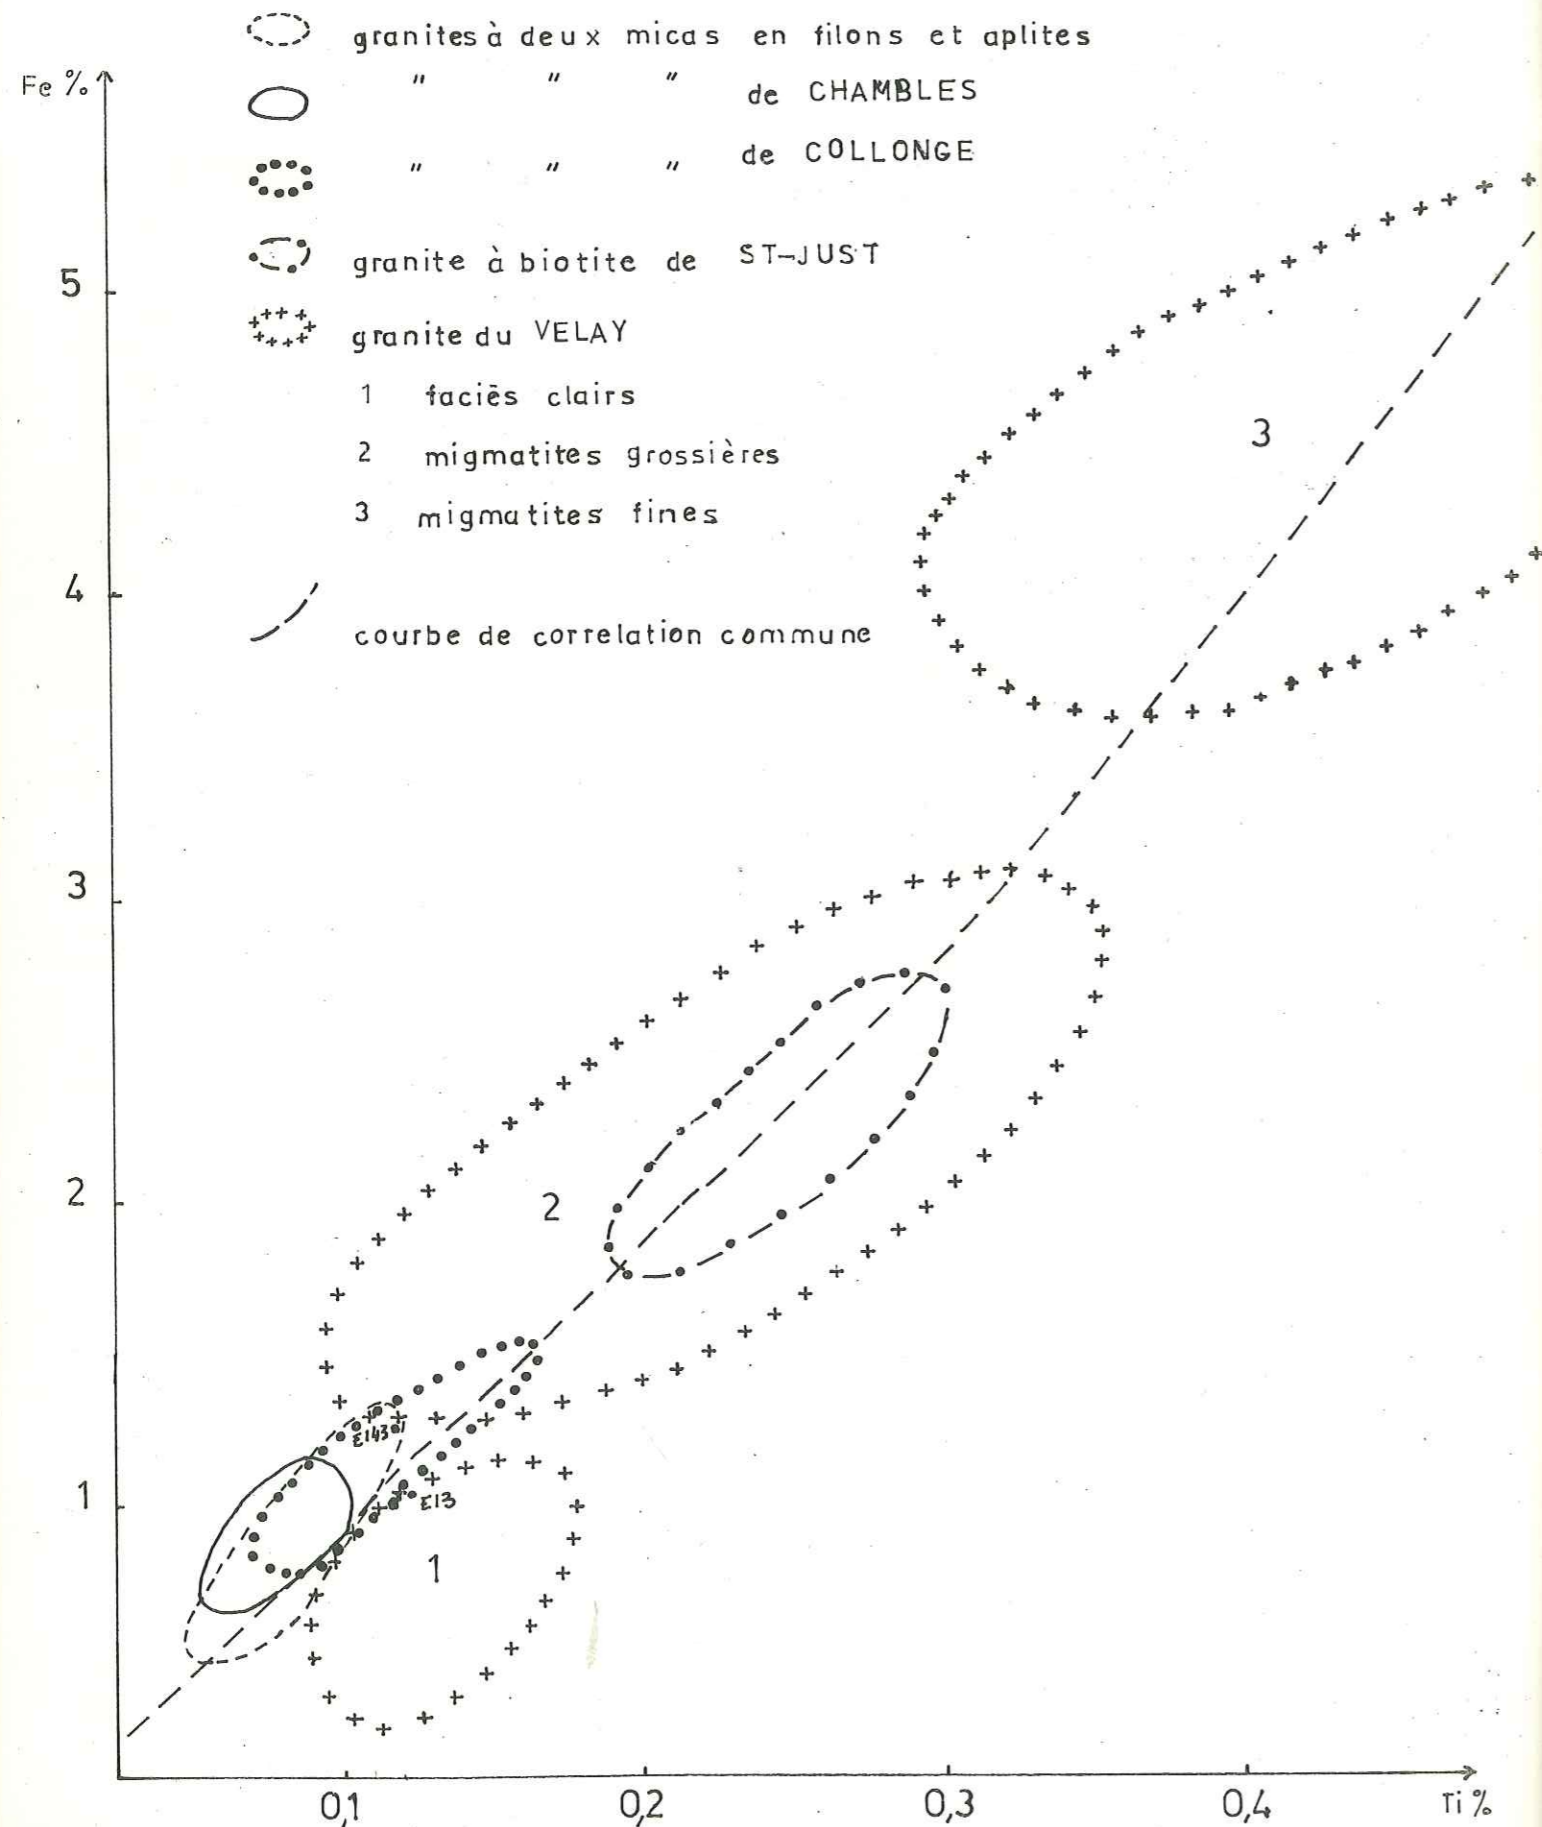 granites à deux micas en filons et aplites
Fe %
" " " de CHAMBLES
" " " de COLLONGE
granite à biotite de ST-JUST
granite du VELAY
1 faciès clairs
2 migmatites grossières
3 migmatites fines
courbe de correlation commune
5
4
3
2
1
3
2
1
E143
E13
0,1 0,2 0,3 0,4 Ti %